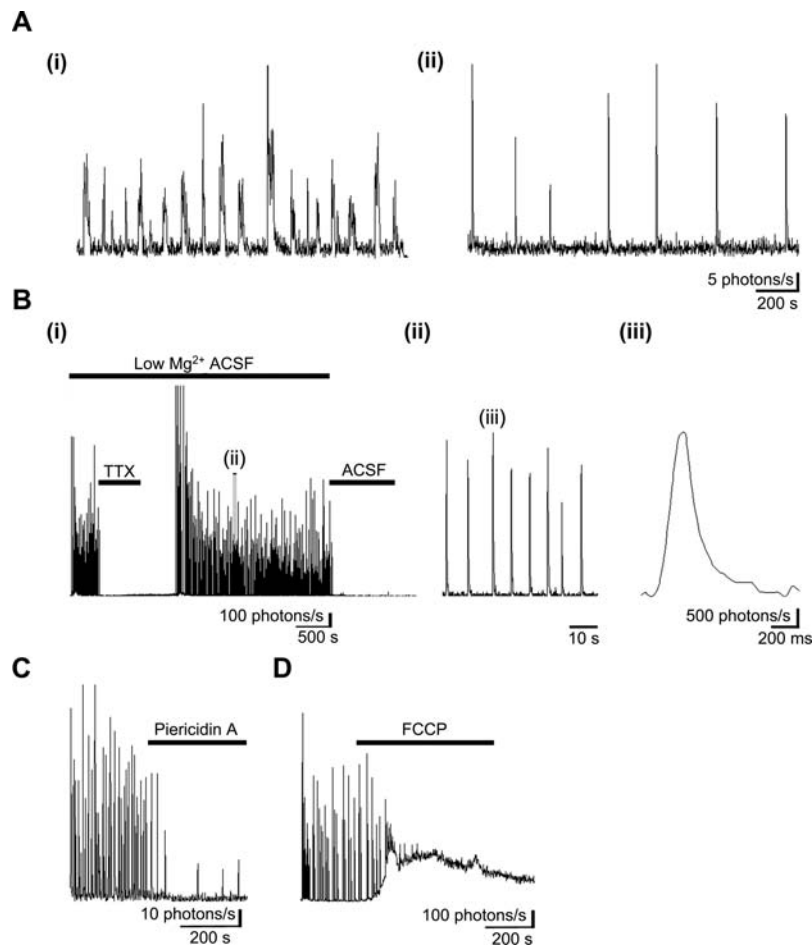 A
(i)
(ii)
5 photons/s
200 s
B
(i)
(ii)
(iii)
Low Mg2+ ACSF
TTX
(ii)
ACSF
(iii)
100 photons/s
500 s
10 s
500 photons/s
200 ms
C
D
Piericidin A
FCCP
10 photons/s
200 s
100 photons/s
200 s